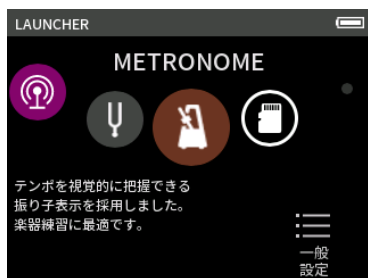 LAUNCHER
METRONOME
テンポを視覚的に把握できる
振り子表示を採用しました。
楽器練習に最適です。
一般
設定